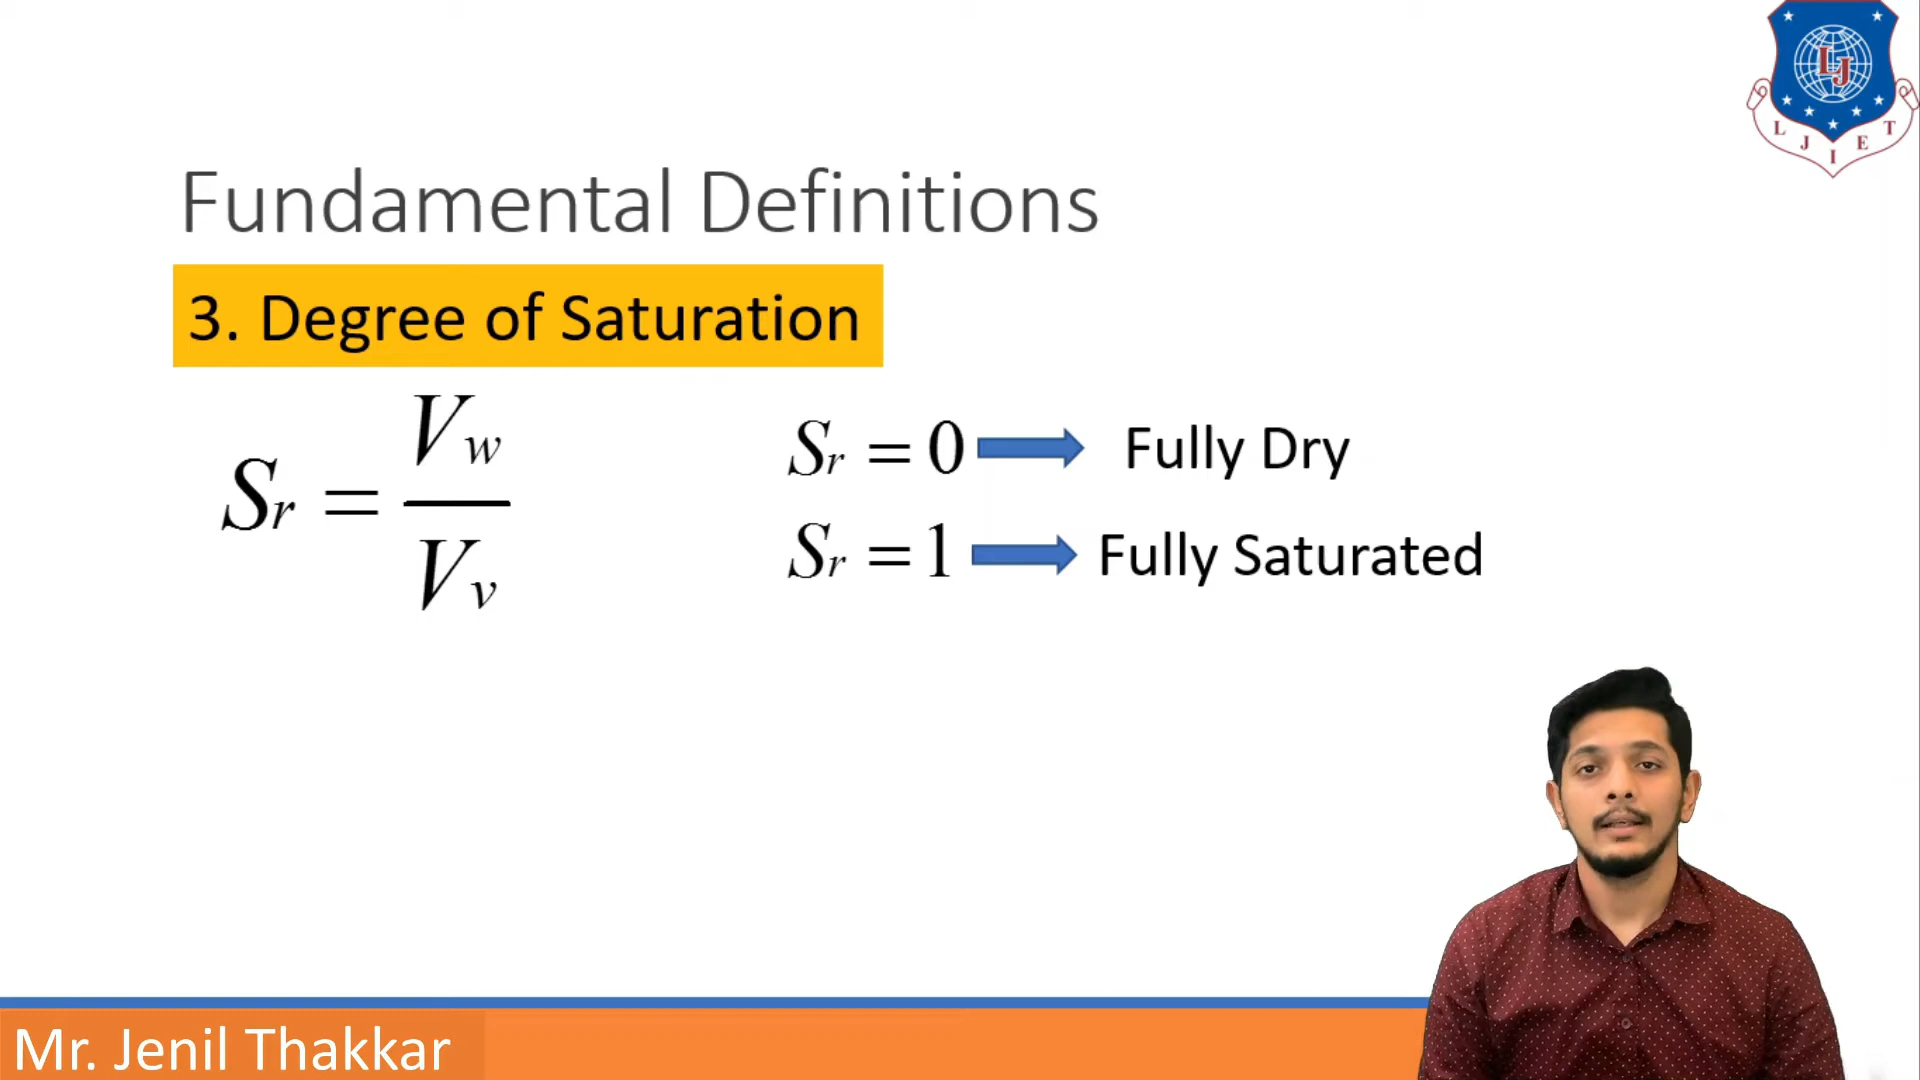 LJ
L J I E T
Fundamental Definitions
3. Degree of Saturation
Sr = Vw / Vv
Sr = 0 Fully Dry
Sr = 1 Fully Saturated
Mr. Jenil Thakkar